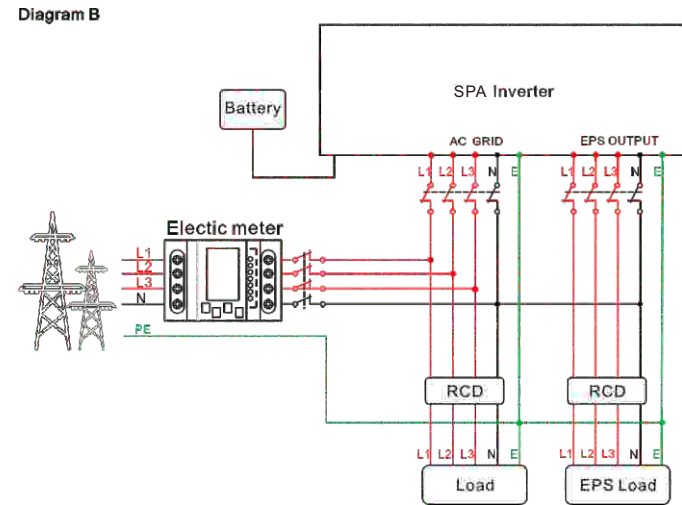 Diagram B
SPA Inverter
Battery
AC GRID
EPS OUTPUT
L1 L2 L3 N E
L1 L2 L3 N E
Electic meter
L1
L2
L3
N
PE
RCD
RCD
L1 L2 L3 N E
L1 L2 L3 N E
Load
EPS Load